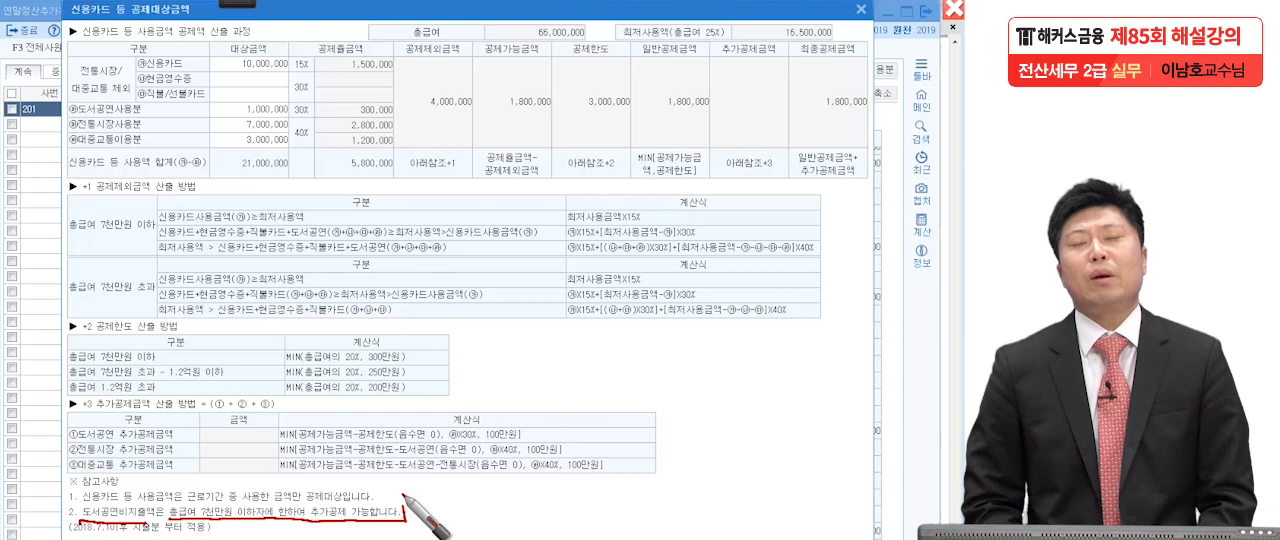 연말정산추가
신용카드 등 공제대상금액
종료
F3 전체사원
계속
중
사번
201
▶ 신용카드 등 사용금액 공제액 산출 과정
총급여
66,000,000
최저사용액(총급여 25%)
16,500,000
구분 대상금액 공제율금액 공제제외금액 공제가능금액 공제한도 일반공제금액 추가공제금액 최종공제금액
전통시장/
대중교통 제외
㉮신용카드 10,000,000 15% 1,500,000
㉯현금영수증 30%
㉰직불/선불카드
4,000,000 1,800,000 3,000,000 1,800,000 1,800,000
㉱도서공연사용분 1,000,000 30% 300,000
㉲전통시장사용분 7,000,000 40% 2,800,000
㉳대중교통이용분 3,000,000 1,200,000
신용카드 등 사용액 합계(㉮~㉳) 21,000,000 5,800,000 아래참조*1 공제율금액-
공제제외금액 아래참조*2 MIN[공제가능금
액,공제한도] 아래참조*3 일반공제금액+
추가공제금액
▶ *1 공제제외금액 산출 방법
구분 계산식
총급여 7천만원 이하
신용카드사용금액(㉮)≥최저사용액 최저사용금액X15%
신용카드+현금영수증+직불카드+도서공연(㉮+㉯+㉰+㉱)≥최저사용액>신용카드사용금액(㉮) ㉮X15%+[최저사용금액-㉮]X30%
최저사용액 > 신용카드+현금영수증+직불카드+도서공연(㉮+㉯+㉰+㉱) ㉮X15%+[(㉯+㉰+㉱)X30%]+[최저사용금액-㉮-㉯-㉰-㉱]X40%
구분 계산식
총급여 7천만원 초과
신용카드사용금액(㉮)≥최저사용액 최저사용금액X15%
신용카드+현금영수증+직불카드(㉮+㉯+㉰)≥최저사용액>신용카드사용금액(㉮) ㉮X15%+[최저사용금액-㉮]X30%
최저사용액 > 신용카드+현금영수증+직불카드(㉮+㉯+㉰) ㉮X15%+[(㉯+㉰)X30%]+[최저사용금액-㉮-㉯-㉰]X40%
▶ *2 공제한도 산출 방법
구분 계산식
총급여 7천만원 이하 MIN(총급여의 20%, 300만원)
총급여 7천만원 초과 - 1.2억원 이하 MIN(총급여의 20%, 250만원)
총급여 1.2억원 초과 MIN(총급여의 20%, 200만원)
▶ *3 추가공제금액 산출 방법 = (① + ② + ③)
구분 금액 계산식
①도서공연 추가공제금액 MIN[공제가능금액-공제한도(음수면 0), ㉱X30%, 100만원]
②전통시장 추가공제금액 MIN[공제가능금액-공제한도-도서공연(음수면 0), ㉲X40%, 100만원]
③대중교통 추가공제금액 MIN[공제가능금액-공제한도-도서공연-전통시장(음수면 0), ㉳X40%, 100만원]
※ 참고사항
1. 신용카드 등 사용금액은 근로기간 중 사용한 금액만 공제대상입니다.
2. 도서공연비지출액은 총급여 7천만원 이하자에 한하여 추가공제 가능합니다.
(2018.7.1이후 지출분 부터 적용)
2019 원천 2019
툴바
메인
검색
최근
캡처
계산
정보
해커스금융 제85회 해설강의
전산세무 2급 실무 | 이남호교수님